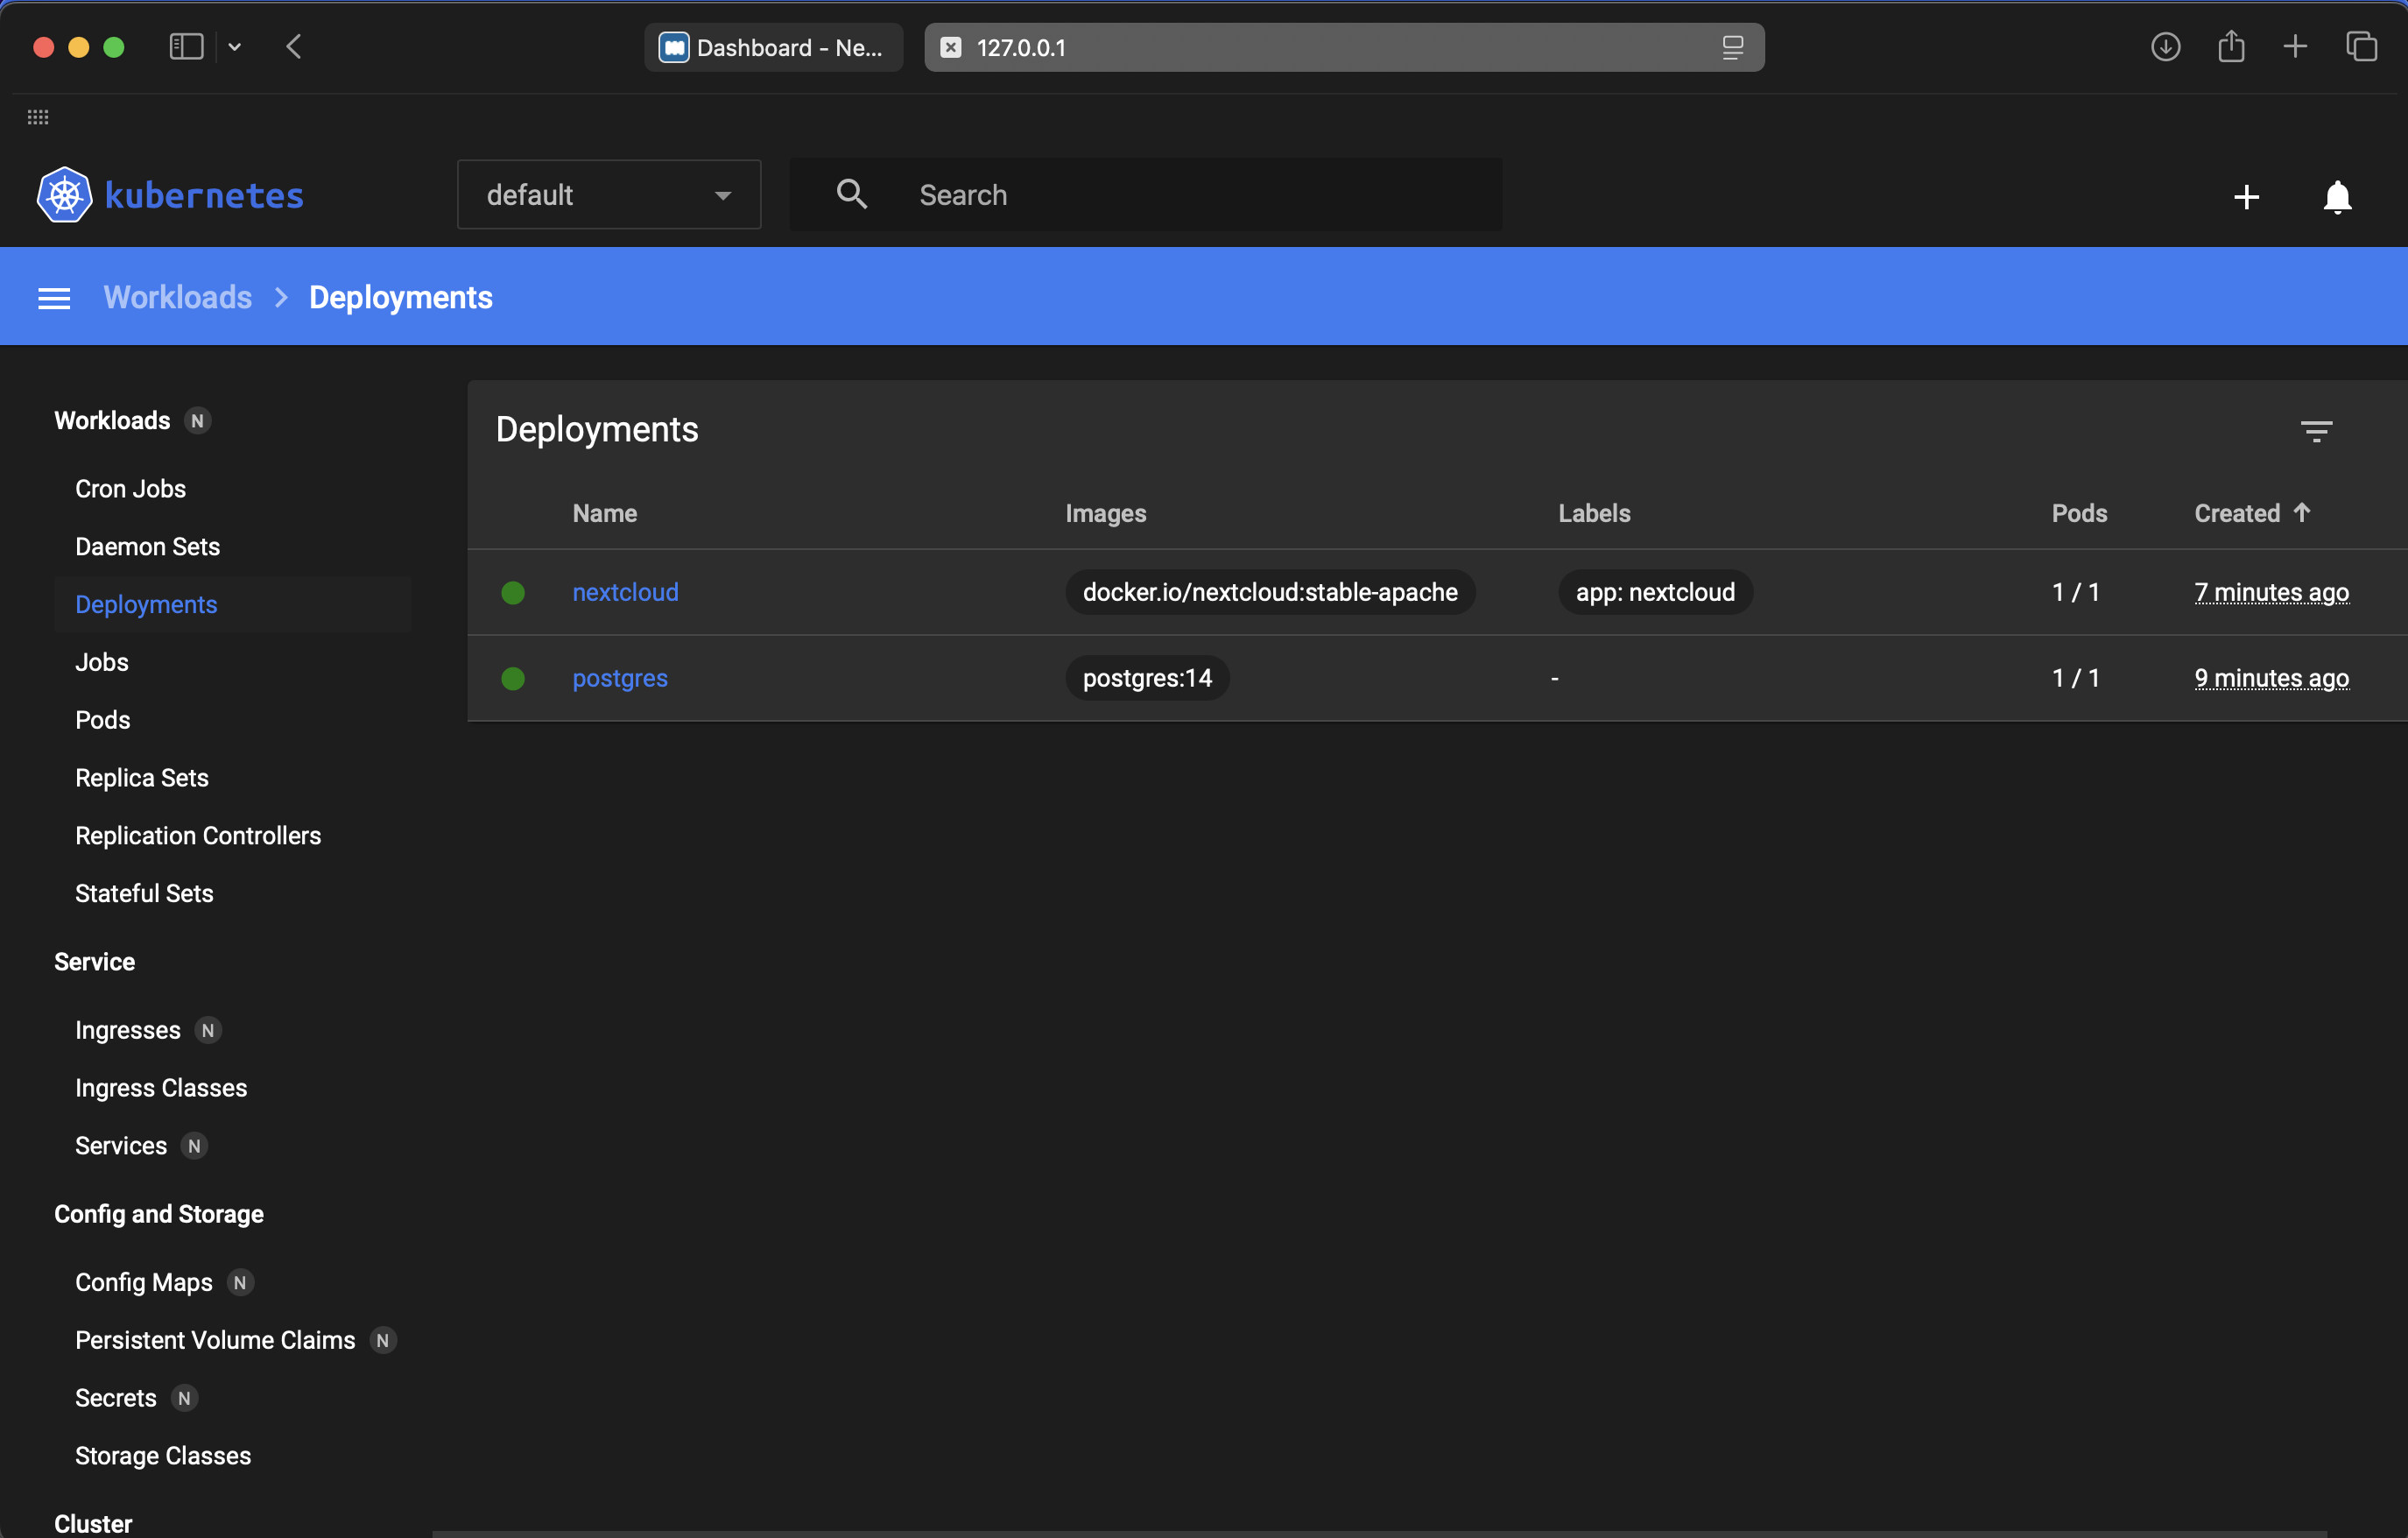 Dashboard - Ne...
127.0.0.1
kubernetes
default
Search
Workloads > Deployments
Workloads N
Cron Jobs
Daemon Sets
Deployments
Jobs
Pods
Replica Sets
Replication Controllers
Stateful Sets
Service
Ingresses N
Ingress Classes
Services N
Config and Storage
Config Maps N
Persistent Volume Claims N
Secrets N
Storage Classes
Cluster
Deployments
Name Images Labels Pods Created
nextcloud docker.io/nextcloud:stable-apache app: nextcloud 1 / 1 7 minutes ago
postgres postgres:14 - 1 / 1 9 minutes ago